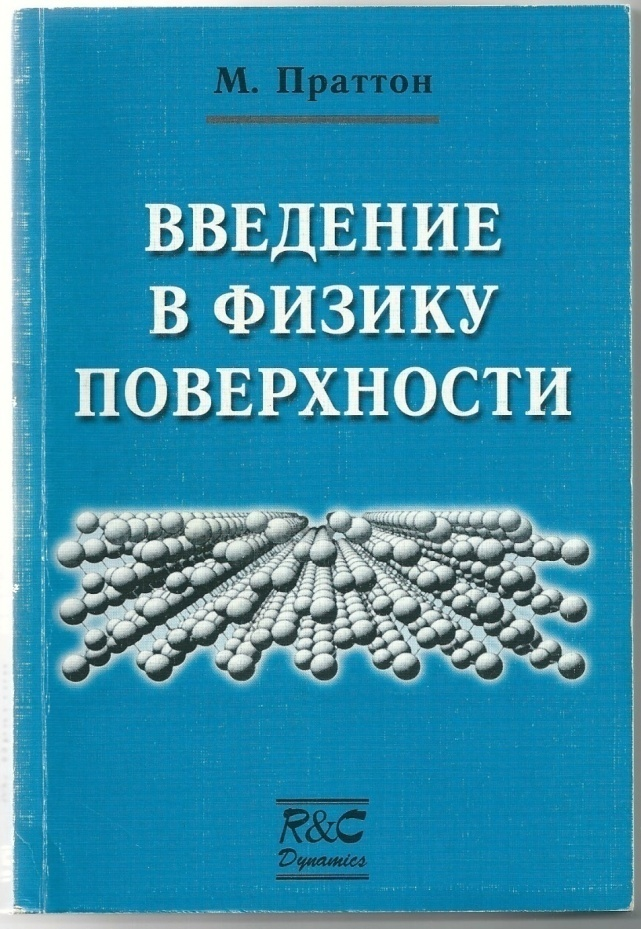 М. Праттон
ВВЕДЕНИЕ
В ФИЗИКУ
ПОВЕРХНОСТИ
R&C
Dynamics